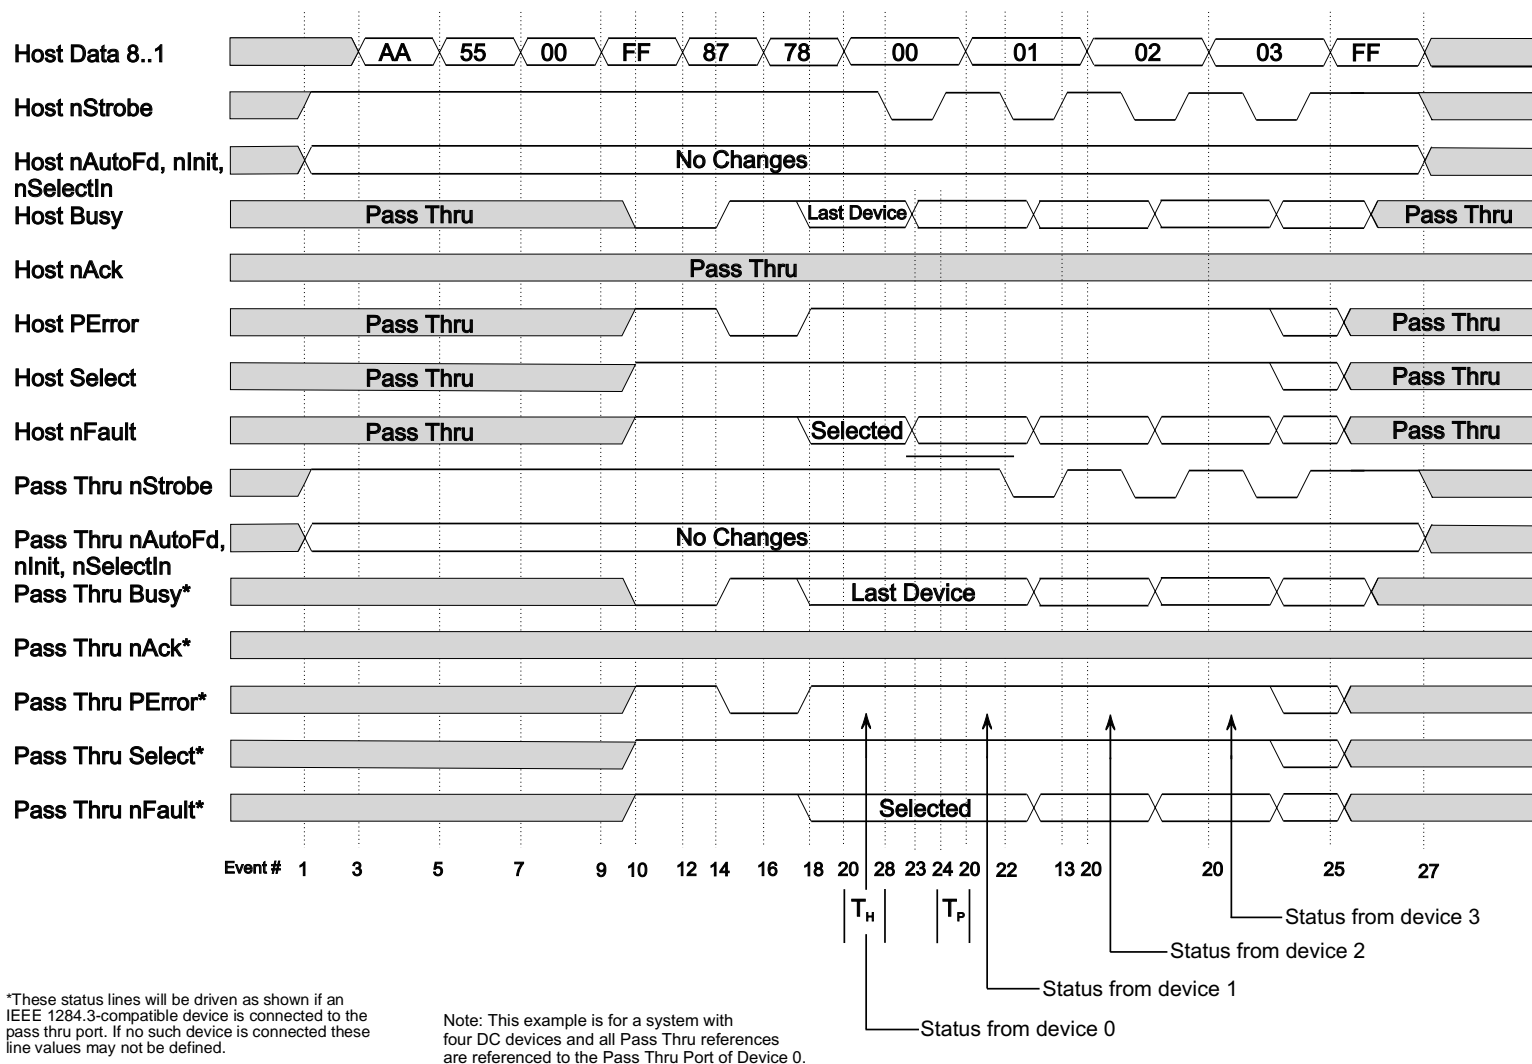 Host Data 8..1 AA 55 00 FF 87 78 00 01 02 03 FF
Host nStrobe
Host nAutoFd, nInit, No Changes
nSelectIn
Host Busy Pass Thru Last Device Pass Thru
Host nAck Pass Thru
Host PError Pass Thru Pass Thru
Host Select Pass Thru Pass Thru
Host nFault Pass Thru Selected Pass Thru
Pass Thru nStrobe
Pass Thru nAutoFd, No Changes
nInit, nSelectIn
Pass Thru Busy* Last Device
Pass Thru nAck*
Pass Thru PError*
Pass Thru Select*
Pass Thru nFault* Selected
Event # 1 3 5 7 9 10 12 14 16 18 20 28 23 24 20 22 13 20 20 25 27
TH TP
Status from device 3
Status from device 2
Status from device 1
Status from device 0
*These status lines will be driven as shown if an
IEEE 1284.3-compatible device is connected to the
pass thru port. If no such device is connected these
line values may not be defined.
Note: This example is for a system with
four DC devices and all Pass Thru references
are referenced to the Pass Thru Port of Device 0.